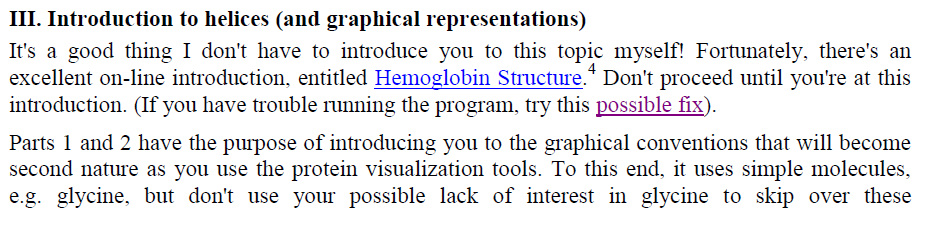 III. Introduction to helices (and graphical representations)
It's a good thing I don't have to introduce you to this topic myself! Fortunately, there's an
excellent on-line introduction, entitled Hemoglobin Structure.4 Don't proceed until you're at this
introduction. (If you have trouble running the program, try this possible fix).
Parts 1 and 2 have the purpose of introducing you to the graphical conventions that will become
second nature as you use the protein visualization tools. To this end, it uses simple molecules,
e.g. glycine, but don't use your possible lack of interest in glycine to skip over these